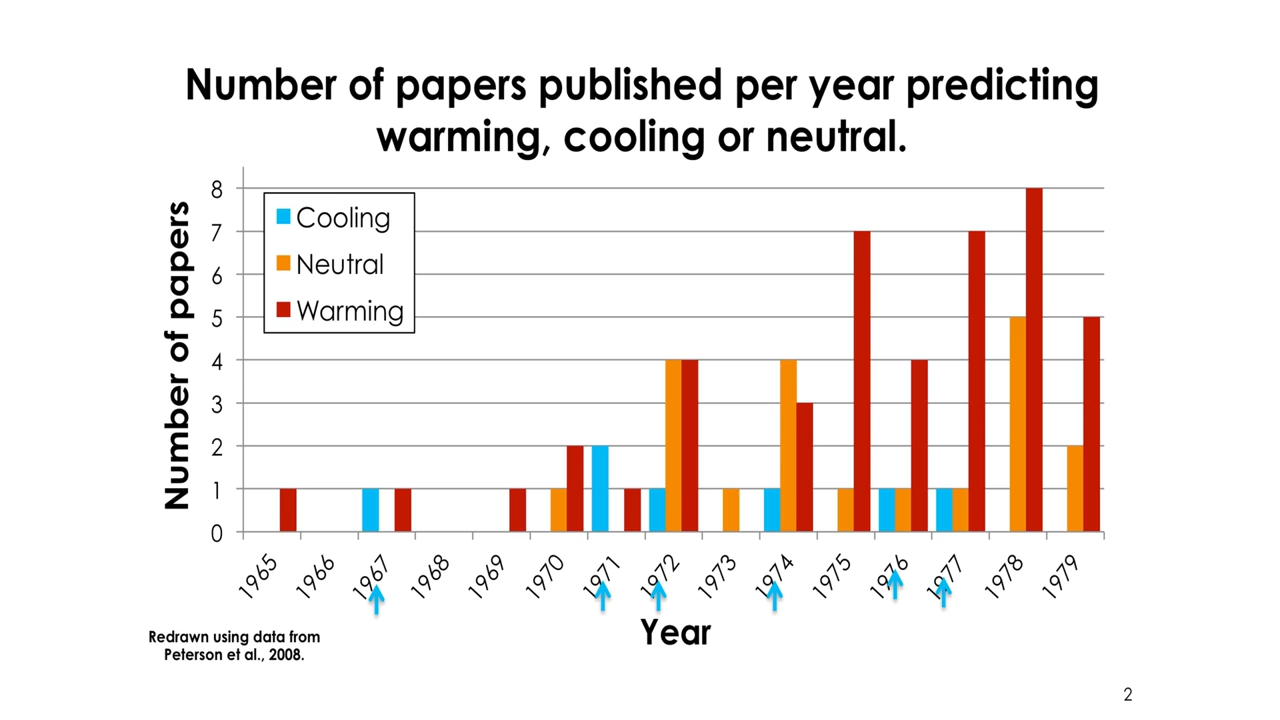 Number of papers published per year predicting
warming, cooling or neutral.
Number of papers
8
7
6
5
4
3
2
1
0
Cooling
Neutral
Warming
1965
1966
1967
1968
1969
1970
1971
1972
1973
1974
1975
1976
1977
1978
1979
Year
Redrawn using data from
Peterson et al., 2008.
2